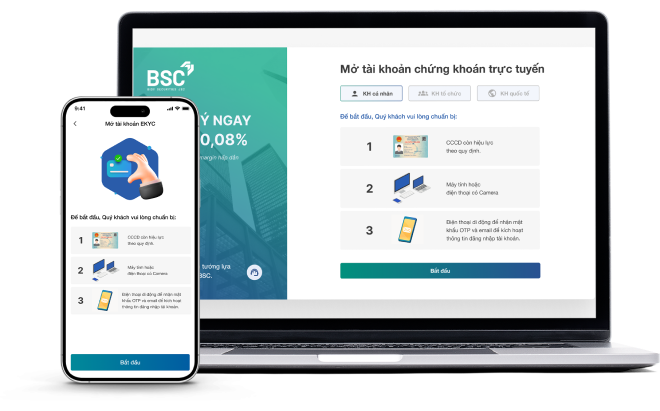 BSC
Ý NGAY
0,08%
margin hấp dẫn
tường lựa
BSC.
Mở tài khoản chứng khoán trực tuyến
KH cá nhân
KH tổ chức
KH quốc tế
Để bắt đầu, Quý khách vui lòng chuẩn bị:
1
CCCD còn hiệu lực
theo quy định.
2
Máy tính hoặc
điện thoại có Camera
3
Điện thoại di động để nhận mật
khẩu OTP và email để kích hoạt
thông tin đăng nhập tài khoản.
Bắt đầu
9:41
Mở tài khoản EKYC
Để bắt đầu, Quý khách vui lòng chuẩn bị:
1
CCCD còn hiệu lực
theo quy định.
2
Máy tính hoặc
điện thoại có Camera
3
Điện thoại di động để nhận mật
khẩu OTP và email để kích hoạt
thông tin đăng nhập tài khoản.
Bắt đầu